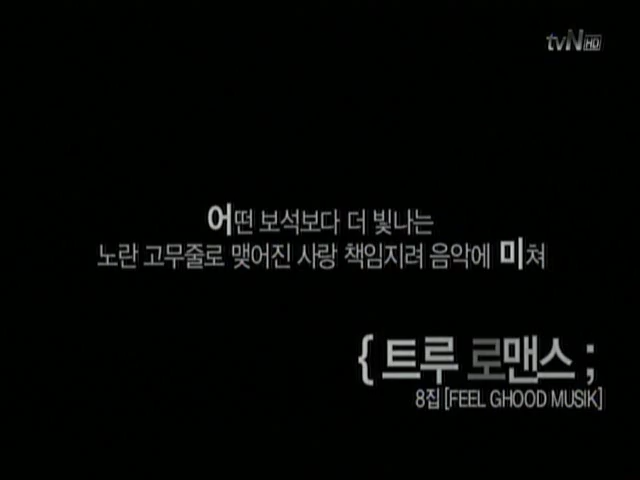 tvN HD
어떤 보석보다 더 빛나는
노란 고무줄로 맺어진 사랑 책임지려 음악에 미쳐
{ 트루 로맨스 ;
8집 [FEEL GHOOD MUSIK]